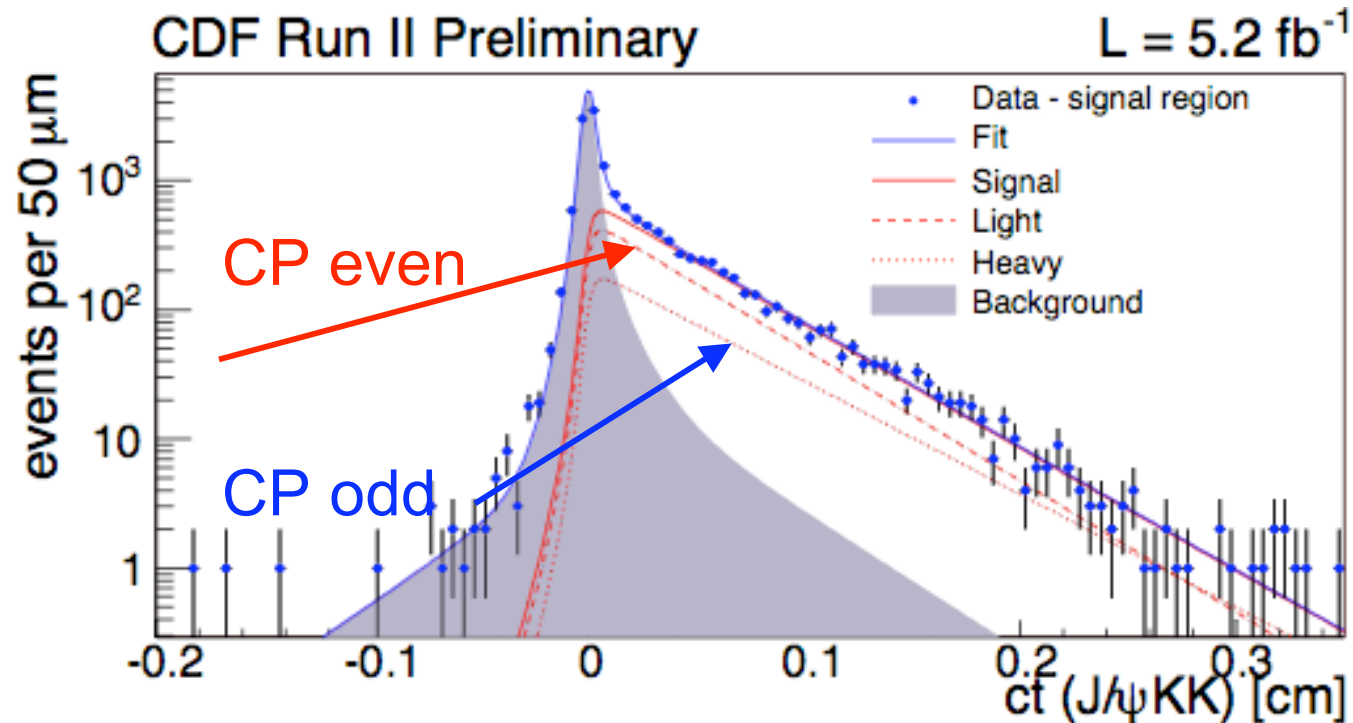 CDF Run II Preliminary L = 5.2 fb⁻¹
events per 50 μm
10³
10²
10
1
Data - signal region
Fit
Signal
Light
Heavy
Background
CP even
CP odd
-0.2 -0.1 0 0.1 0.2 0.3
ct (J/ψKK) [cm]